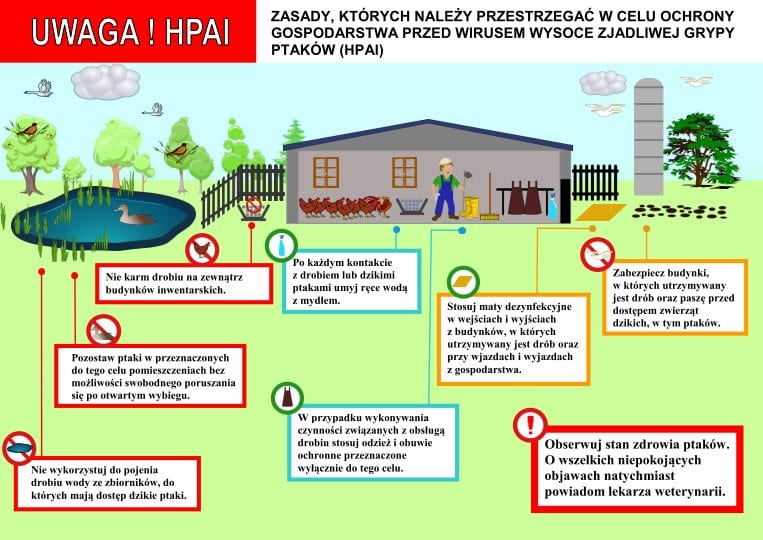 UWAGA ! HPAI
ZASADY, KTÓRYCH NALEŻY PRZESTRZEGAĆ W CELU OCHRONY
GOSPODARSTWA PRZED WIRUSEM WYSOCE ZJADLIWEJ GRYPY
PTAKÓW (HPAI)
Nie karm drobiu na zewnątrz
budynków inwentarskich.
Po każdym kontakcie
z drobiem lub dzikimi
ptakami umyj ręce wodą
z mydłem.
Zabezpiecz budynki,
w których utrzymywany
jest drób oraz paszę przed
dostępem zwierząt
dzikich, w tym ptaków.
Stosuj maty dezynfekcyjne
w wejściach i wyjściach
z budynków, w których
utrzymywany jest drób oraz
przy wjazdach i wyjazdach
z gospodarstwa.
Pozostaw ptaki w przeznaczonych
do tego celu pomieszczeniach bez
możliwości swobodnego poruszania
się po otwartym wybiegu.
W przypadku wykonywania
czynności związanych z obsługą
drobiu stosuj odzież i obuwie
ochronne przeznaczone
wyłącznie do tego celu.
Nie wykorzystuj do pojenia
drobiu wody ze zbiorników, do
których mają dostęp dzikie ptaki.
Obserwuj stan zdrowia ptaków.
O wszelkich niepokojących
objawach natychmiast
powiadom lekarza weterynarii.